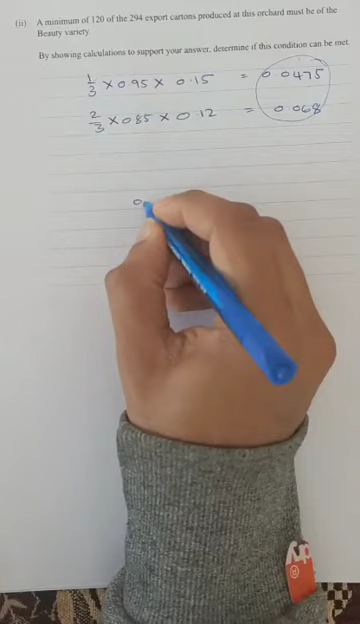 (ii) A minimum of 120 of the 294 export cartons produced at this orchard must be of the
Beauty variety.
By showing calculations to support your answer, determine if this condition can be met.
1/3 × 0.95 × 0.15 = 0.0475
2/3 × 085 × 0.12 = 0.068
0